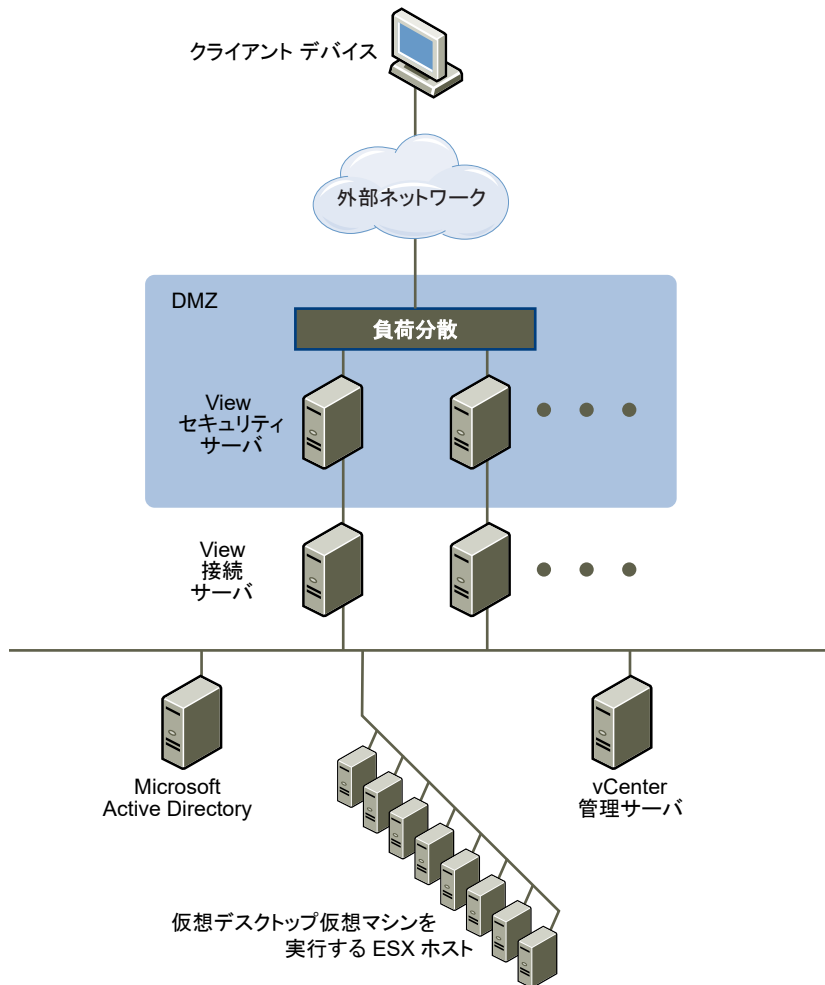 クライアント デバイス
外部ネットワーク
DMZ
負荷分散
View
セキュリティ
サーバ
View
接続
サーバ
Microsoft
Active Directory
vCenter
管理サーバ
仮想デスクトップ仮想マシンを
実行する ESX ホスト